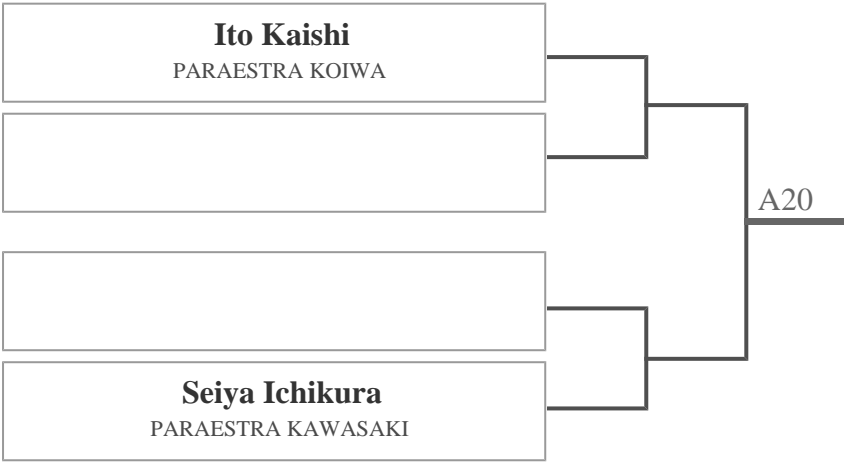 Ito Kaishi
PARAESTRA KOIWA
A20
Seiya Ichikura
PARAESTRA KAWASAKI